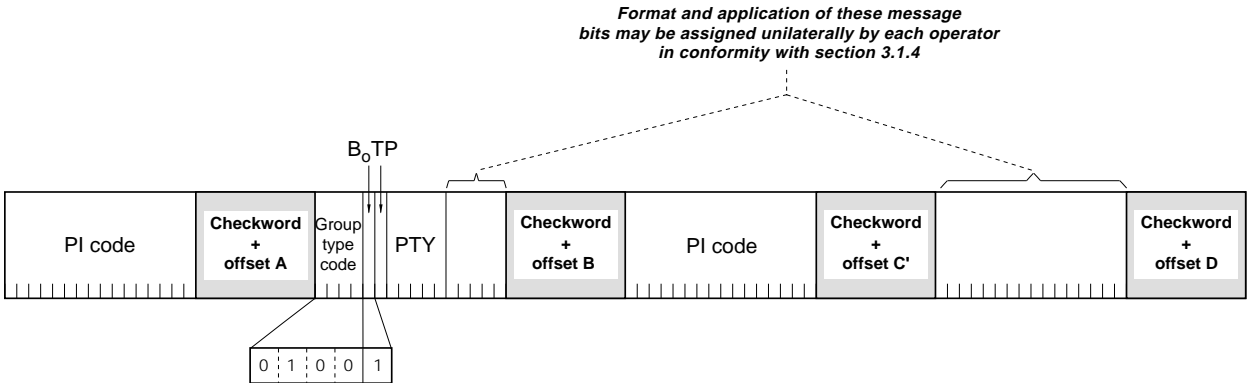 Format and application of these message
bits may be assigned unilaterally by each operator
in conformity with section 3.1.4
BoTP
PI code
Checkword
+
offset A
Group
type
code
PTY
Checkword
+
offset B
PI code
Checkword
+
offset C'
Checkword
+
offset D
0 1 0 0 1